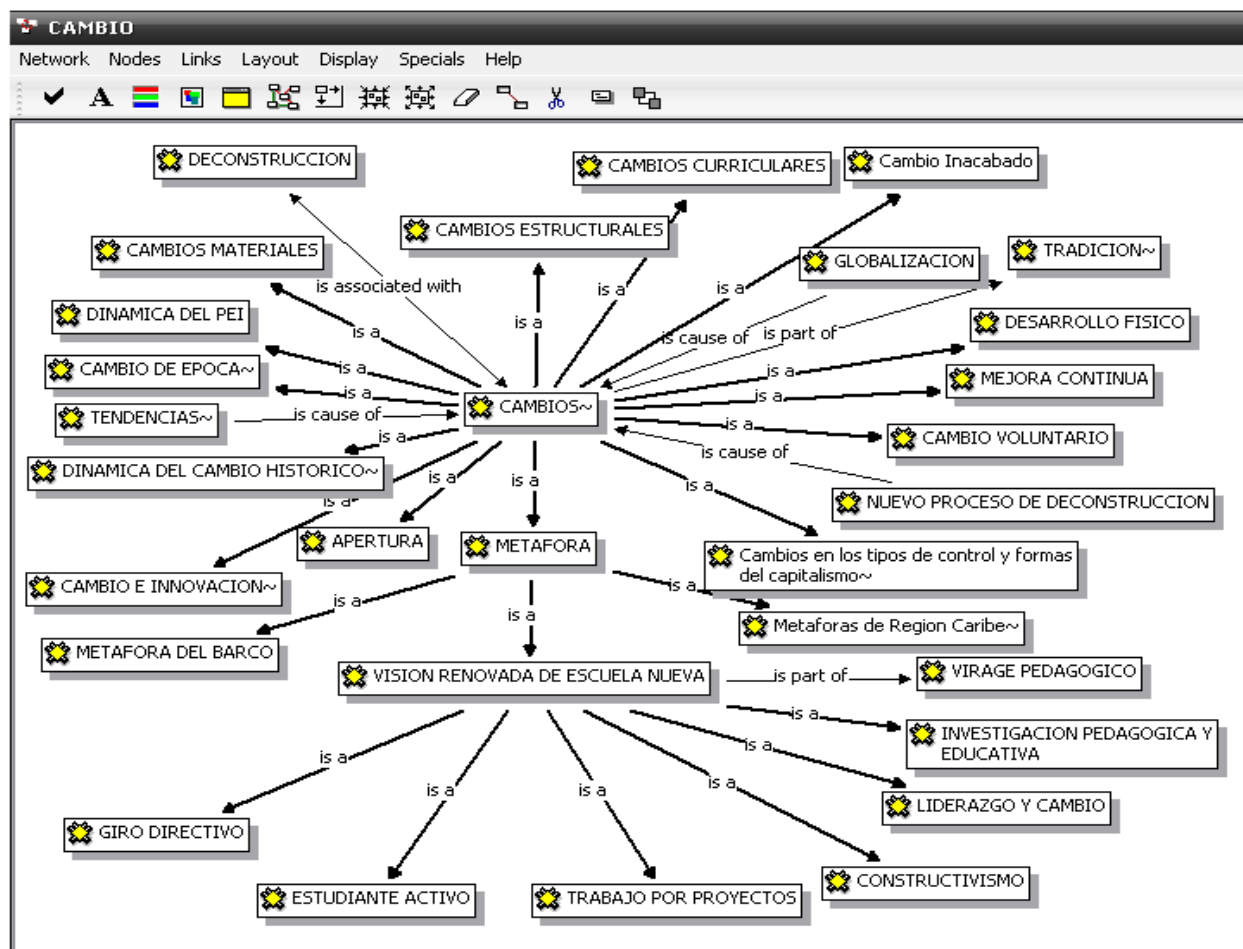 CAMBIO
Network Nodes Links Layout Display Specials Help
A
DECONSTRUCCION
CAMBIOS CURRICULARES
Cambio Inacabado
CAMBIOS ESTRUCTURALES
CAMBIOS MATERIALES
TRADICION~
GLOBALIZACION
is associated with
is a
is a
DINAMICA DEL PEI
is a
DESARROLLO FISICO
is a
is cause of
is part of
CAMBIO DE EPOCA~
is a
is a
MEJORA CONTINUA
is a
is a
CAMBIOS~
TENDENCIAS~
is cause of
is a
CAMBIO VOLUNTARIO
is a
is cause of
DINAMICA DEL CAMBIO HISTORICO~
is a
is a
is a
is a
NUEVO PROCESO DE DECONSTRUCCION
APERTURA
METAFORA
Cambios en los tipos de control y formas
del capitalismo~
CAMBIO E INNOVACION~
is a
is a
is a
Metaforas de Region Caribe~
METAFORA DEL BARCO
VISION RENOVADA DE ESCUELA NUEVA
is part of
VIRAGE PEDAGOGICO
is a
INVESTIGACION PEDAGOGICA Y
EDUCATIVA
is a
is a
is a
is a
is a
LIDERAZGO Y CAMBIO
GIRO DIRECTIVO
CONSTRUCTIVISMO
ESTUDIANTE ACTIVO
TRABAJO POR PROYECTOS